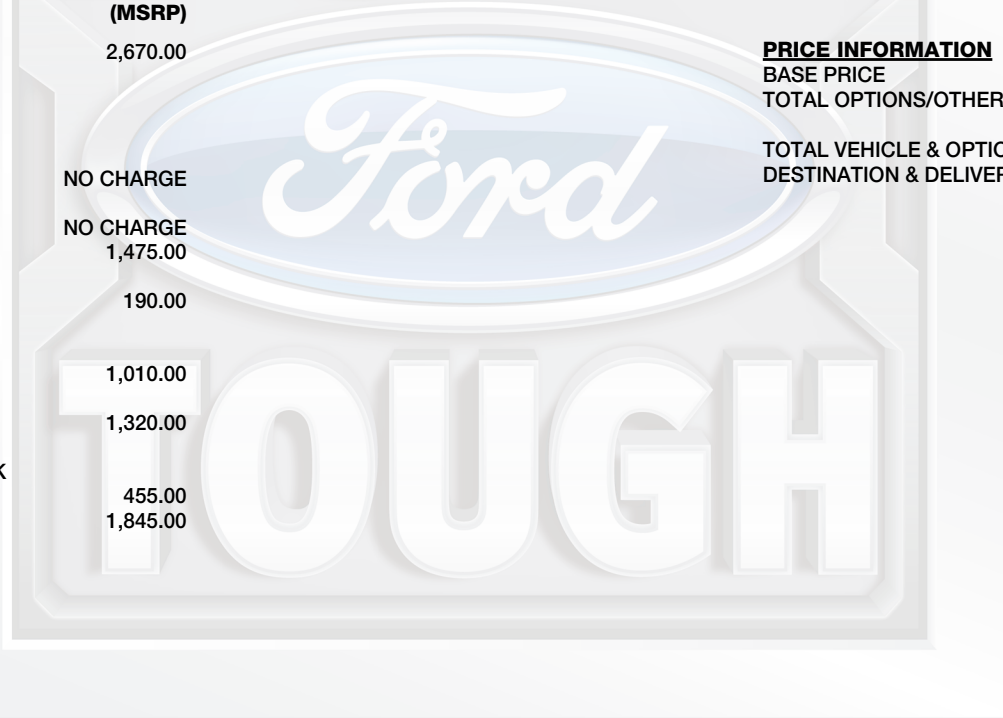 (MSRP)
2,670.00
NO CHARGE
NO CHARGE
1,475.00
190.00
1,010.00
1,320.00
K
455.00
1,845.00
PRICE INFORMATION
BASE PRICE
TOTAL OPTIONS/OTHER
TOTAL VEHICLE & OPTIO
DESTINATION & DELIVER
Ford
TOUGH